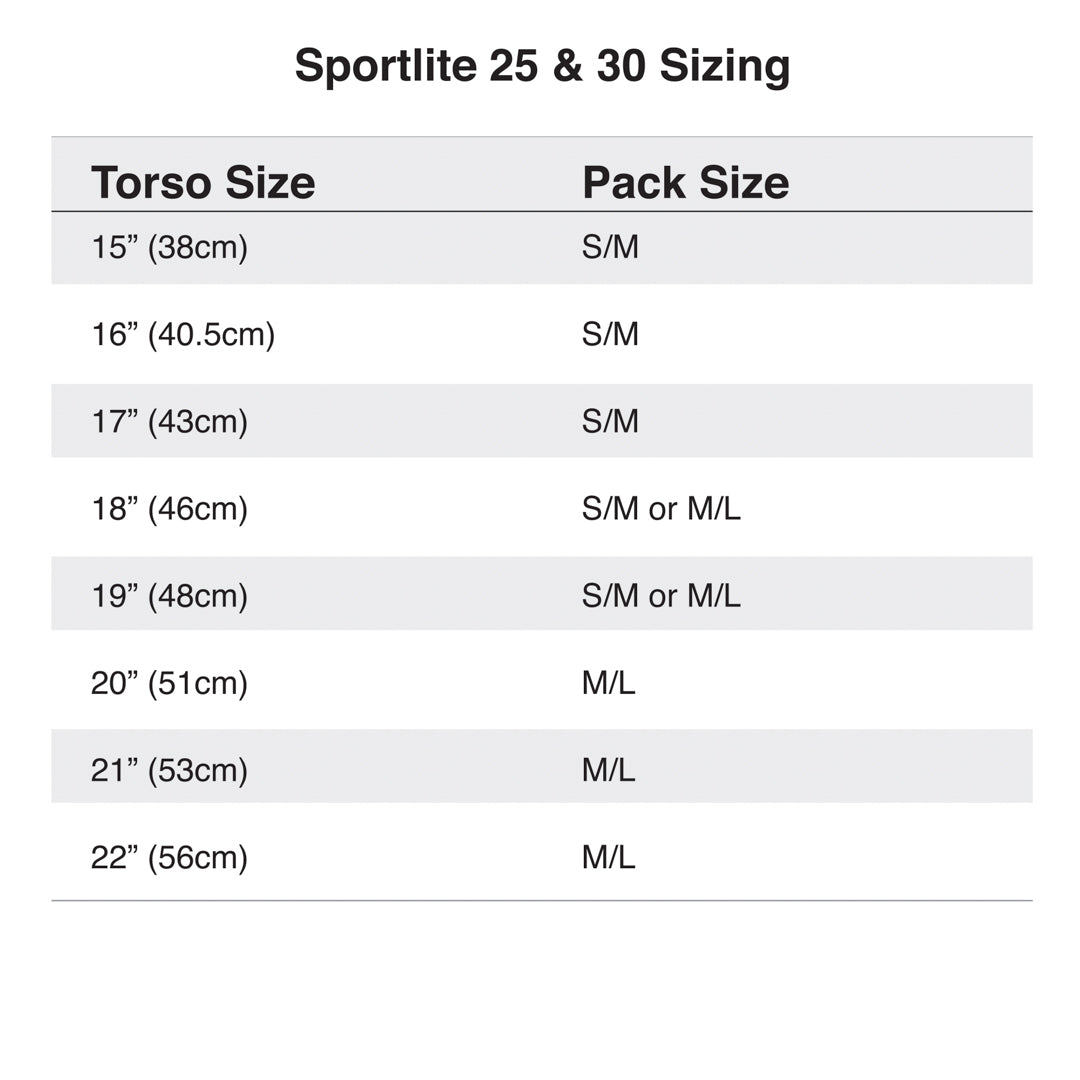 Sportlite 25 & 30 Sizing
Torso Size Pack Size
15” (38cm) S/M
16” (40.5cm) S/M
17” (43cm) S/M
18” (46cm) S/M or M/L
19” (48cm) S/M or M/L
20” (51cm) M/L
21” (53cm) M/L
22” (56cm) M/L